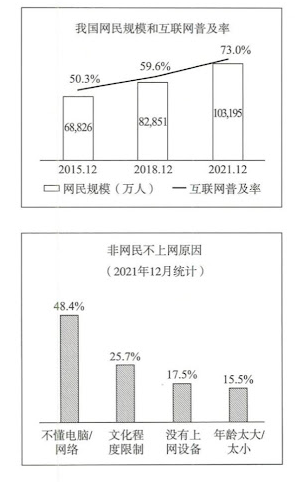 我国网民规模和互联网普及率
73.0%
59.6%
50.3%
68,826
82,851
103,195
2015.12 2018.12 2021.12
网民规模（万人） 互联网普及率
非网民不上网原因
（2021年12月统计）
48.4%
25.7%
17.5%
15.5%
不懂电脑/ 文化程 没有上 年龄太大/
网络 度限制 网设备 太小